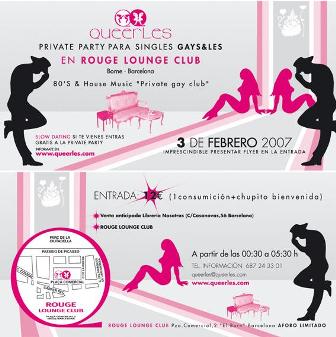 queerLes
PRIVATE PARTY PARA SINGLES GAYS&LES
EN ROUGE LOUNGE CLUB
Borne - Barcelona
80'S & House Music "Private gay club"
SLOW DATING SI TE VIENES ENTRAS
GRATIS A LA PRIVATE PARTY
INFORMATE EN:
www.queerles.com
3 DE FEBRERO 2007
IMPRESCINDIBLE PRESENTAR FLYER EN LA ENTRADA
ENTRADA 12€ (1consumición+chupito bienvenida)
Venta anticipada Librería Nosotras (C/Casanovas,56 Barcelona)
ROUGE LOUNGE CLUB
PARC DE LA
CIUTADELLA
PASSEIG DE PICASSO
PLAÇA COMERCIAL
ROUGE
LOUNGE CLUB
A partir de las 00:30 a 05:30 h
TEL. INFORMACIÓN 687 24 33 01
queerles@queerles.com
www.queerles.com
ROUGE LOUNGE CLUB Pza.Comercial,2 "El Born" Barcelona AFORO LIMITADO